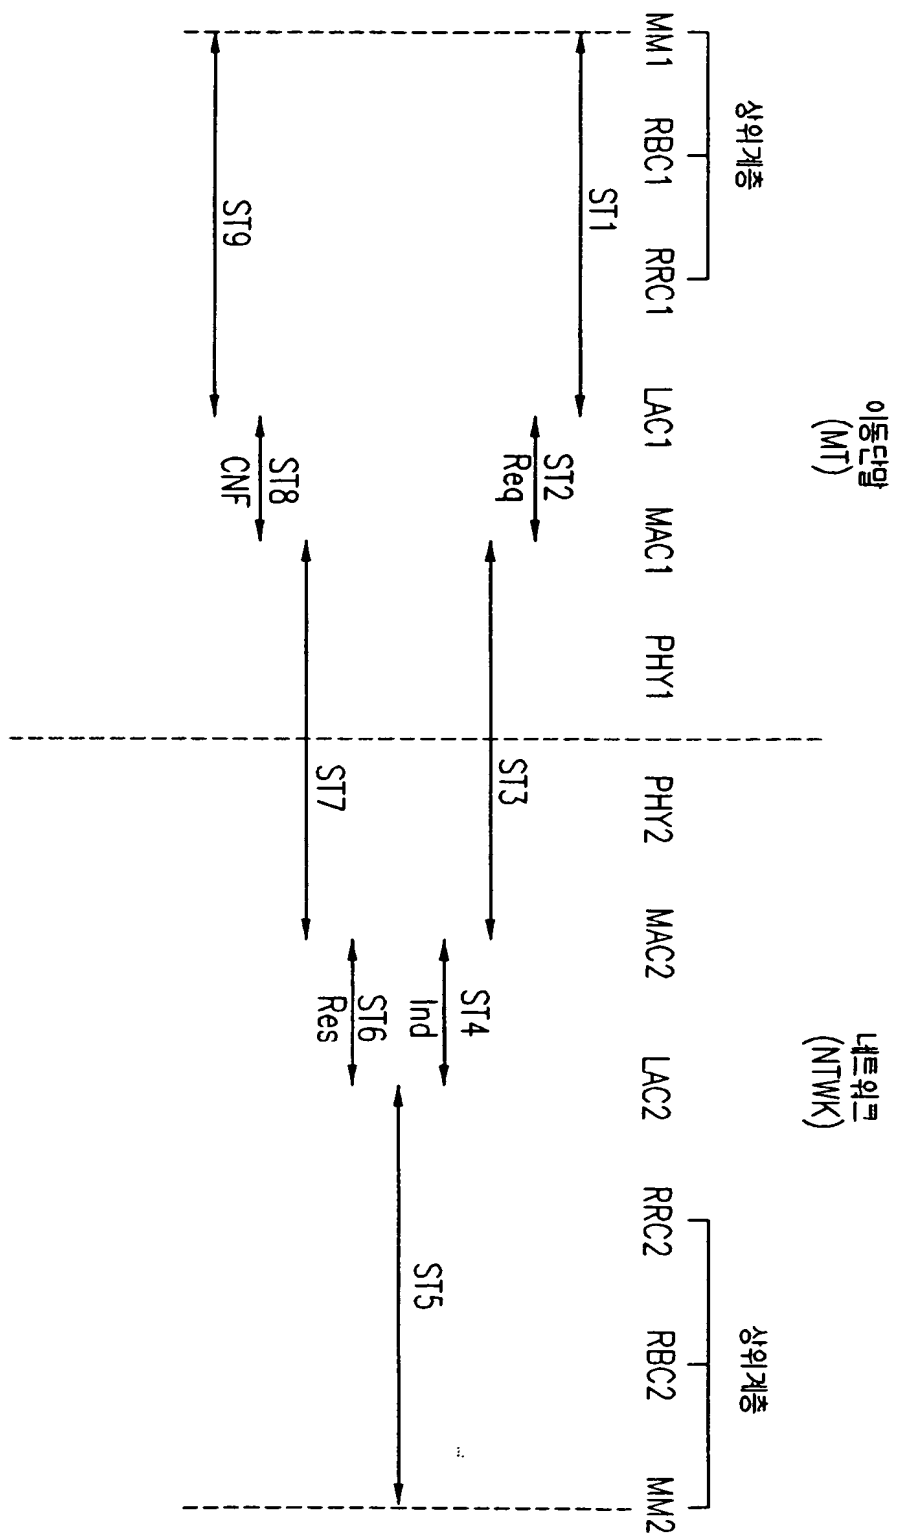 이동단말
(MT)
네트워크
(NTWK)
상위계층
상위계층
MM1 RBC1 RRC1 LAC1 MAC1 PHY1 PHY2 MAC2 LAC2 RRC2 RBC2 MM2
ST1
ST2
Req
ST3
ST4
Ind
ST5
ST6
Res
ST7
ST8
CNF
ST9